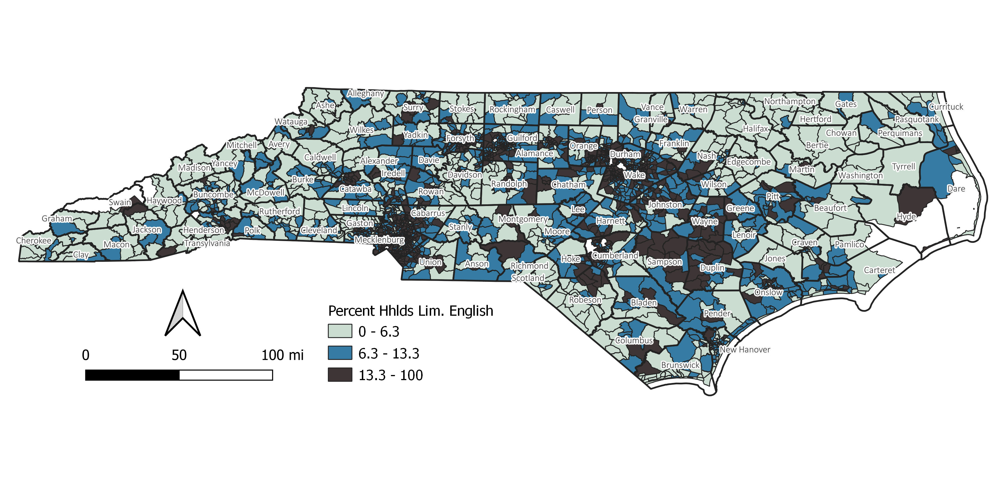 Alleghany
Ashe
Surry
Stokes
Rockingham
Caswell
Person
Vance
Granville
Warren
Northampton
Gates
Currituck
Hertford
Pasquotank
Watauga
Wilkes
Yadkin
Forsyth
Guilford
Orange
Durham
Franklin
Halifax
Chowan
Perquimans
Mitchell
Avery
Caldwell
Alexander
Davie
Alamance
Nash
Edgecombe
Bertie
Madison
Yancey
Burke
Iredell
Davidson
Randolph
Chatham
Wake
Wilson
Martin
Washington
Tyrrell
Dare
Swain
Haywood
Buncombe
McDowell
Catawba
Rowan
Johnston
Pitt
Graham
Rutherford
Lincoln
Cabarrus
Lee
Greene
Beaufort
Hyde
Cherokee
Jackson
Henderson
Polk
Cleveland
Gaston
Stanly
Montgomery
Moore
Harnett
Wayne
Lenoir
Craven
Pamlico
Clay
Macon
Transylvania
Mecklenburg
Union
Anson
Richmond
Scotland
Hoke
Cumberland
Sampson
Duplin
Jones
Carteret
Robeson
Bladen
Onslow
Pender
Columbus
New Hanover
Brunswick
Percent Hhlds Lim. English
0 - 6.3
6.3 - 13.3
13.3 - 100
0 50 100 mi